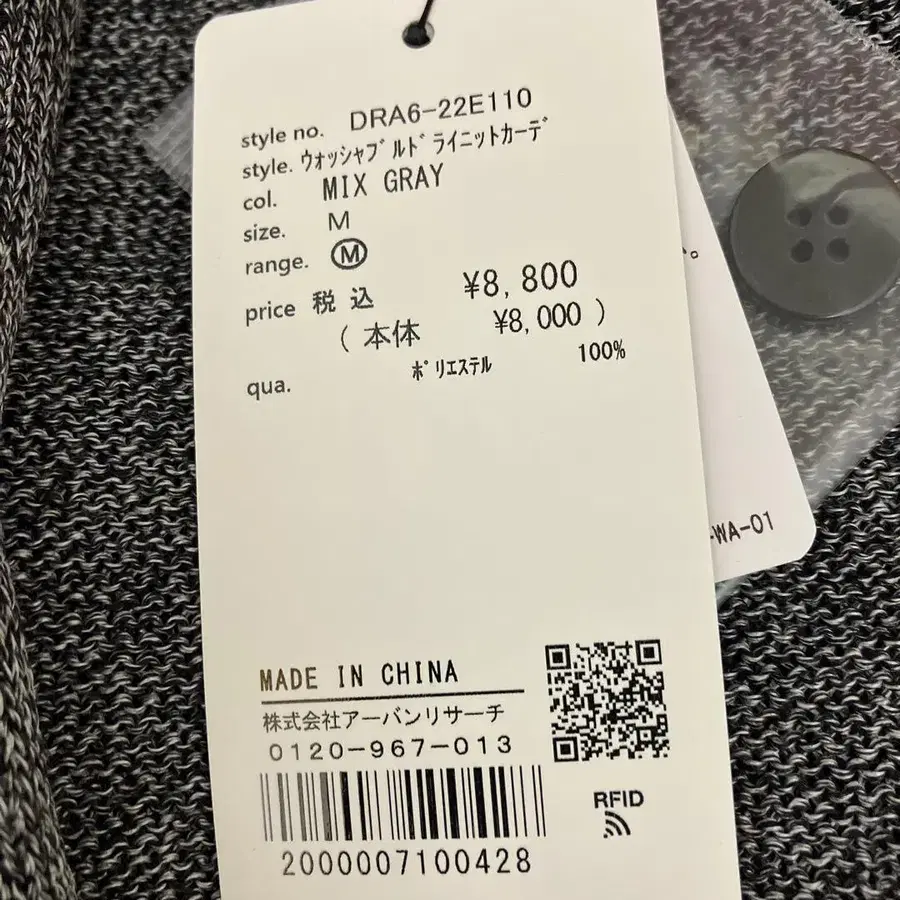 style no. DRA6-22E110
style. ウォッシャブルドライニットカーデ
col. MIX GRAY
size. M
range. Ⓜ
price 税込 ¥8,800
(本体 ¥8,000)
qua. ポリエステル 100%
-WA-01
MADE IN CHINA
株式会社アーバンリサーチ
0120-967-013
RFID
2000007100428